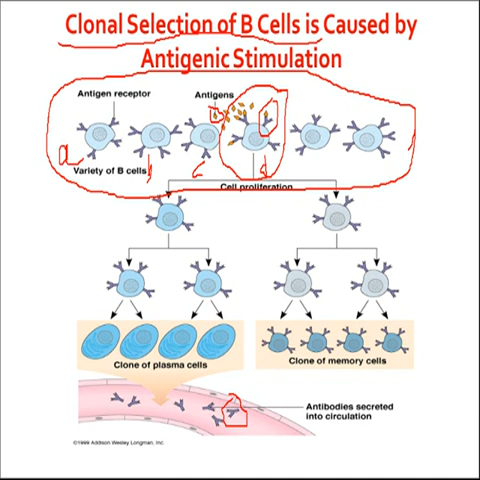 Clonal Selection of B Cells is Caused by
Antigenic Stimulation
Antigen receptor
Antigens
a
Variety of B cells
Cell proliferation
Clone of plasma cells
Clone of memory cells
Antibodies secreted
into circulation
©1999 Addison Wesley Longman, Inc.